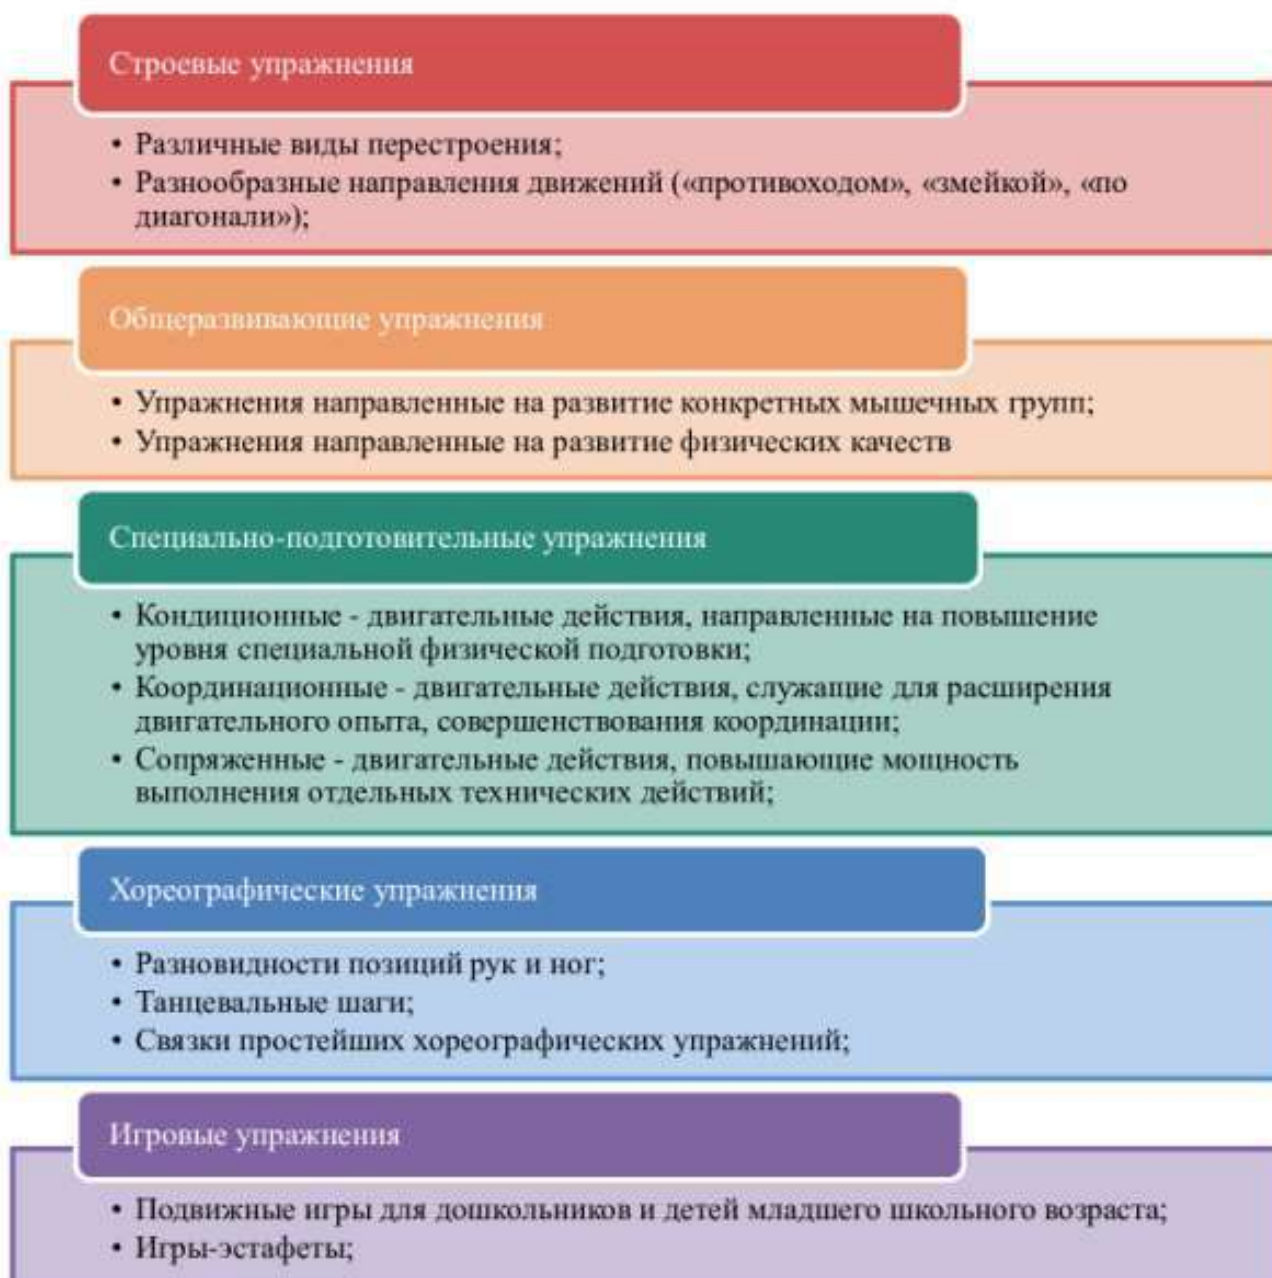 Строевые упражнения
• Различные виды перестроения;
• Разнообразные направления движений («противоходом», «змейкой», «по
диагонали»);
Общеразвивающие упражнения
• Упражнения направленные на развитие конкретных мышечных групп;
• Упражнения направленные на развитие физических качеств
Специально-подготовительные упражнения
• Кондиционные - двигательные действия, направленные на повышение
уровня специальной физической подготовки;
• Координационные - двигательные действия, служащие для расширения
двигательного опыта, совершенствования координации;
• Сопряженные - двигательные действия, повышающие мощность
выполнения отдельных технических действий;
Хореографические упражнения
• Разновидности позиций рук и ног;
• Танцевальные шаги;
• Связки простейших хореографических упражнений;
Игровые упражнения
• Подвижные игры для дошкольников и детей младшего школьного возраста;
• Игры-эстафеты;